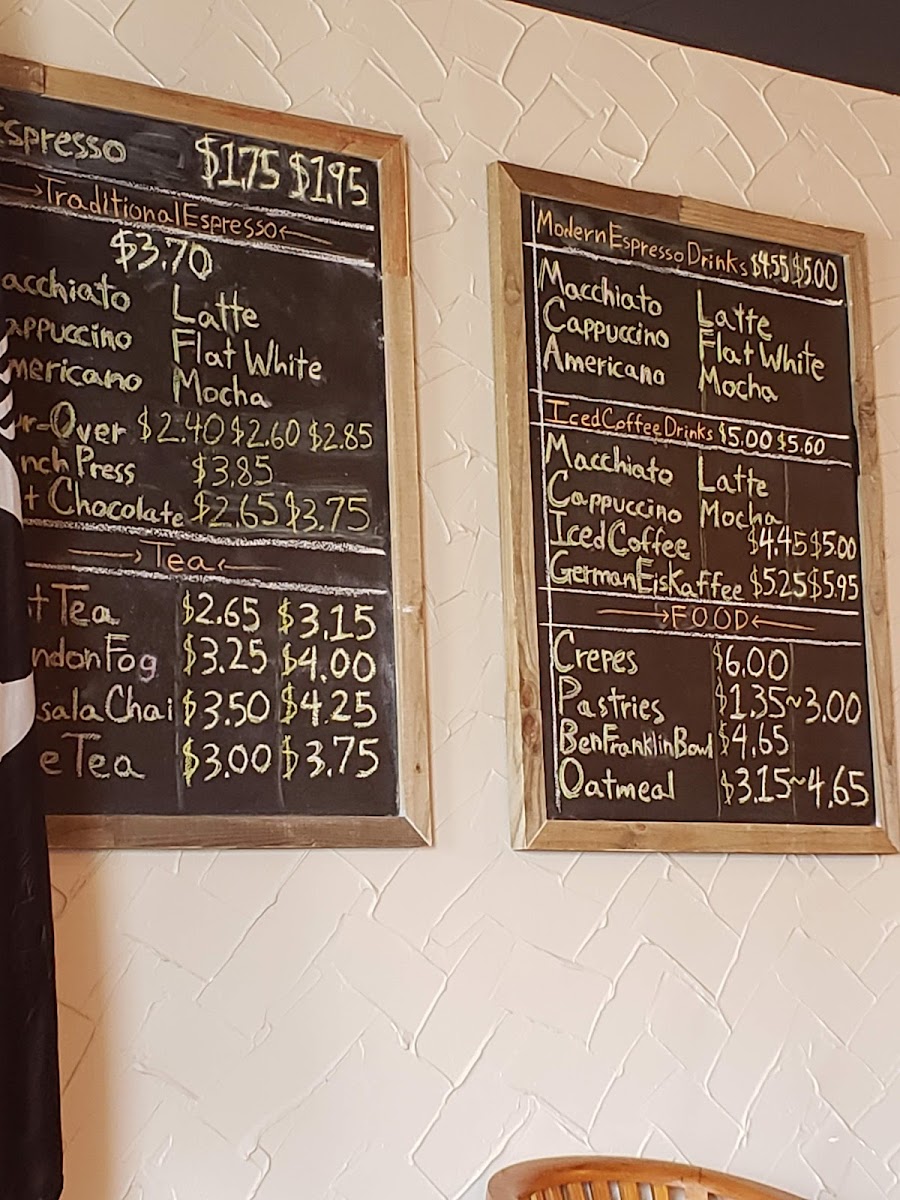 Espresso $1.75 $1.95
Traditional Espresso
$3.70
acchiato Latte
appuccino Flat White
mericano Mocha
ur-Over $2.40 $2.60 $2.85
nch Press $3.85
t Chocolate $2.65 $3.75
Tea
t Tea $2.65 $3.15
ndon Fog $3.25 $4.00
sala Chai $3.50 $4.25
e Tea $3.00 $3.75
Modern Espresso Drinks $4.55 $5.00
Macchiato Latte
Cappuccino Flat White
Americano Mocha
Iced Coffee Drinks $5.00 $5.60
Macchiato Latte
Cappuccino Mocha
Iced Coffee $4.45 $5.00
German Eiskaffee $5.25 $5.95
FOOD
Crepes $6.00
Pastries $1.35~3.00
Ben Franklin Bowl $4.65
Oatmeal $3.15~4.65